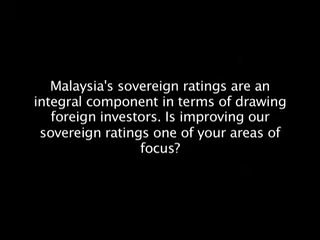 Malaysia's sovereign ratings are an
integral component in terms of drawing
foreign investors. Is improving our
sovereign ratings one of your areas of
focus?